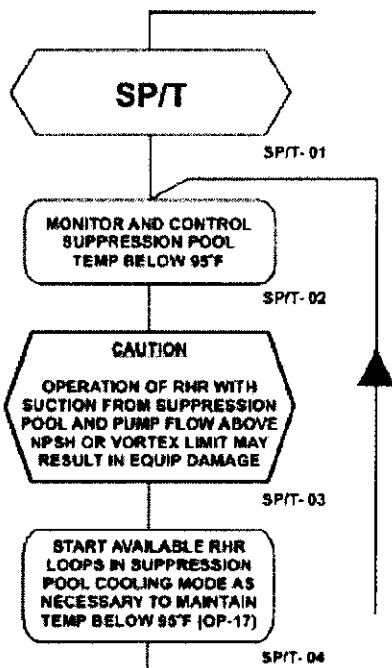 SP/T
SP/T-01
MONITOR AND CONTROL
SUPPRESSION POOL
TEMP BELOW 95°F
SP/T-02
CAUTION
OPERATION OF RHR WITH
SUCTION FROM SUPPRESSION
POOL AND PUMP FLOW ABOVE
NPSH OR VORTEX LIMIT MAY
RESULT IN EQUIP DAMAGE
SP/T-03
START AVAILABLE RHR
LOOPS IN SUPPRESSION
POOL COOLING MODE AS
NECESSARY TO MAINTAIN
TEMP BELOW 95°F (OP-17)
SP/T-04